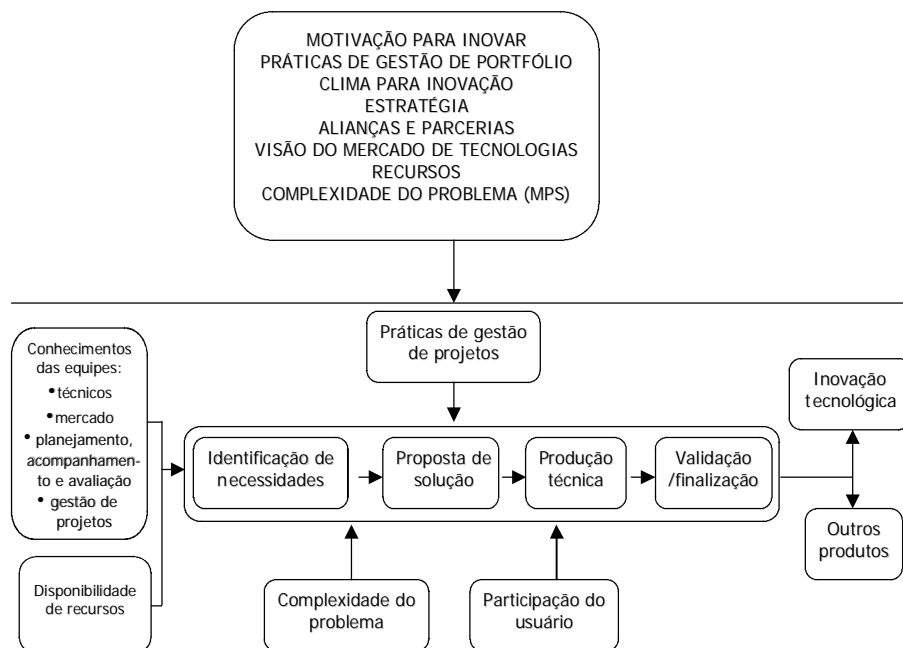 MOTIVAÇÃO PARA INOVAR
PRÁTICAS DE GESTÃO DE PORTFÓLIO
CLIMA PARA INOVAÇÃO
ESTRATÉGIA
ALIANÇAS E PARCERIAS
VISÃO DO MERCADO DE TECNOLOGIAS
RECURSOS
COMPLEXIDADE DO PROBLEMA (MPS)
Práticas de gestão
de projetos
Conhecimentos
das equipes:
• técnicos
• mercado
• planejamento,
acompanhamen-
to e avaliação
• gestão de
projetos
Disponibilidade
de recursos
Identificação de
necessidades
Proposta de
solução
Produção
técnica
Validação
/finalização
Inovação
tecnológica
Outros
produtos
Complexidade do
problema
Participação do
usuário